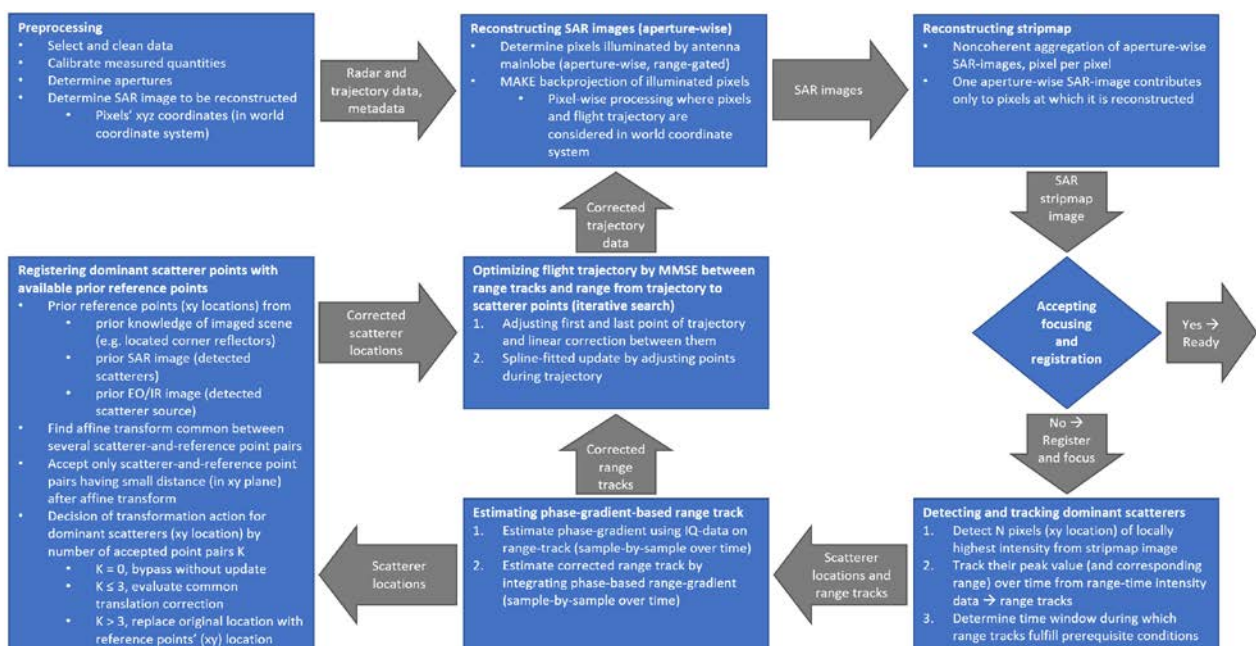 Preprocessing
• Select and clean data
• Calibrate measured quantities
• Determine apertures
• Determine SAR image to be reconstructed
• Pixels' xyz coordinates (in
world coordinate system)
Radar and
trajectory data,
metadata
Reconstructing SAR images (aperture-wise)
• Determine pixels illuminated by antenna
mainlobe (aperture-wise, range-gated)
• MAKE backprojection of illuminated pixels
• Pixel-wise processing where pixels
and flight trajectory are
considered in world coordinate
system
SAR images
Reconstructing stripmap
• Noncoherent aggregation of aperture-wise
SAR-images, pixel per pixel
• One aperture-wise SAR-image contributes
only to pixels at which it is reconstructed
SAR
stripmap
image
Accepting
focusing
and
registration
Yes →
Ready
No →
Register
and focus
Detecting and tracking dominant scatterers
1. Detect N pixels (xy location) of locally
highest intensity from stripmap image
2. Track their peak value (and corresponding
range) over time from range-time intensity
data → range tracks
3. Determine time window during which
range tracks fulfill prerequisite conditions
Scatterer
locations and
range tracks
Estimating phase-gradient-based range track
1. Estimate phase-gradient using IQ-data on
range-track (sample-by-sample over time)
2. Estimate corrected range track by
integrating phase-based range-gradient
(sample-by-sample over time)
Corrected
range
tracks
Scatterer
locations
Registering dominant scatterer points with
available prior reference points
• Prior reference points (xy locations) from
• prior knowledge of imaged scene
(e.g. located corner reflectors)
• prior SAR image (detected
scatterers)
• prior EO/IR image (detected
scatterer source)
• Find affine transform common between
several scatterer-and-reference point pairs
• Accept only scatterer-and-reference point
pairs having small distance (in xy plane)
after affine transform
• Decision of transformation action for
dominant scatterers (xy location) by
number of accepted point pairs K
• K = 0, bypass without update
• K ≤ 3, evaluate common
translation correction
• K > 3, replace original location with
reference points' (xy) location
Corrected
scatterer
locations
Optimizing flight trajectory by MMSE between
range tracks and range from trajectory to
scatterer points (iterative search)
1. Adjusting first and last point of trajectory
and linear correction between them
2. Spline-fitted update by adjusting points
during trajectory
Corrected
trajectory
data